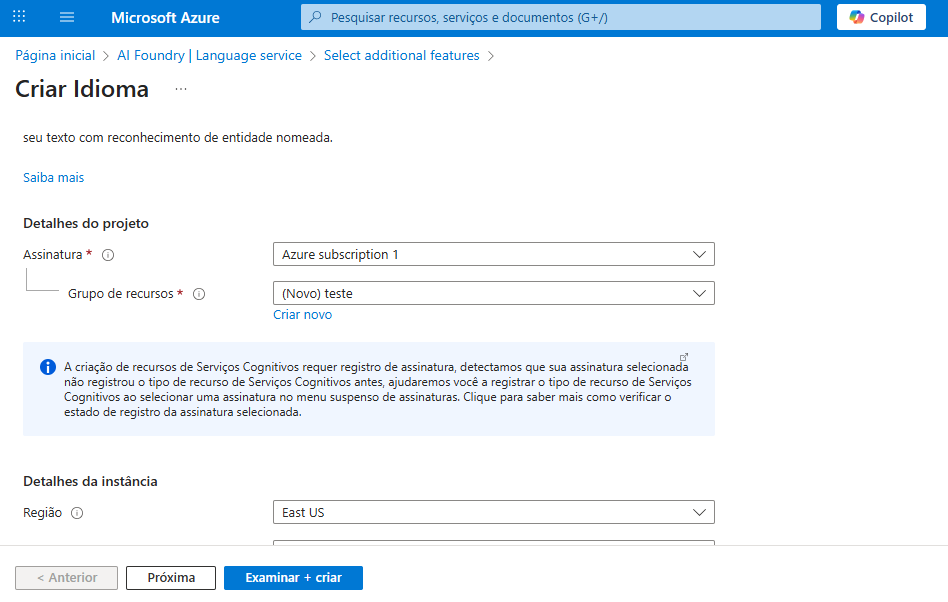 Microsoft Azure
Pesquisar recursos, serviços e documentos (G+/)
Copilot
Página inicial > AI Foundry | Language service > Select additional features >
Criar Idioma ...
seu texto com reconhecimento de entidade nomeada.
Saiba mais
Detalhes do projeto
Assinatura *
Azure subscription 1
Grupo de recursos *
(Novo) teste
Criar novo
A criação de recursos de Serviços Cognitivos requer registro de assinatura, detectamos que sua assinatura selecionada
não registrou o tipo de recurso de Serviços Cognitivos antes, ajudaremos você a registrar o tipo de recurso de Serviços
Cognitivos ao selecionar uma assinatura no menu suspenso de assinaturas. Clique para saber mais como verificar o
estado de registro da assinatura selecionada.
Detalhes da instância
Região
East US
< Anterior
Próxima
Examinar + criar